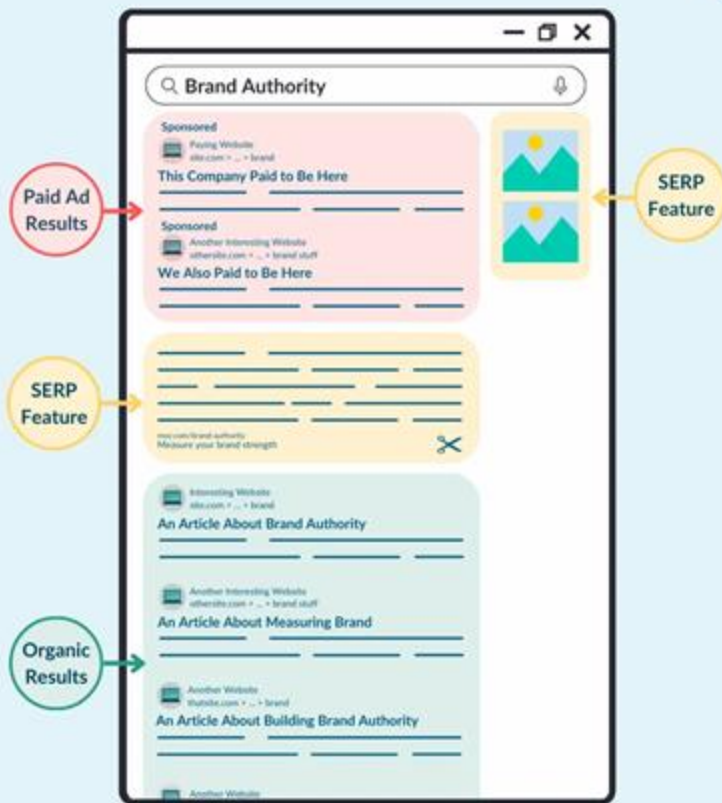 Brand Authority
Sponsored
Paying Website
site.com > ... > brand
This Company Paid to Be Here
Sponsored
Another Interesting Website
othersite.com > ... > brand stuff
We Also Paid to Be Here
Paid Ad
Results
SERP
Feature
SERP
Feature
moz.com/brand-authority
Measure your brand strength
Interesting Website
site.com > ... > brand
An Article About Brand Authority
Another Interesting Website
othersite.com > ... > brand stuff
An Article About Measuring Brand
Organic
Results
Another Website
thatsite.com > ... > brand
An Article About Building Brand Authority
Another Website